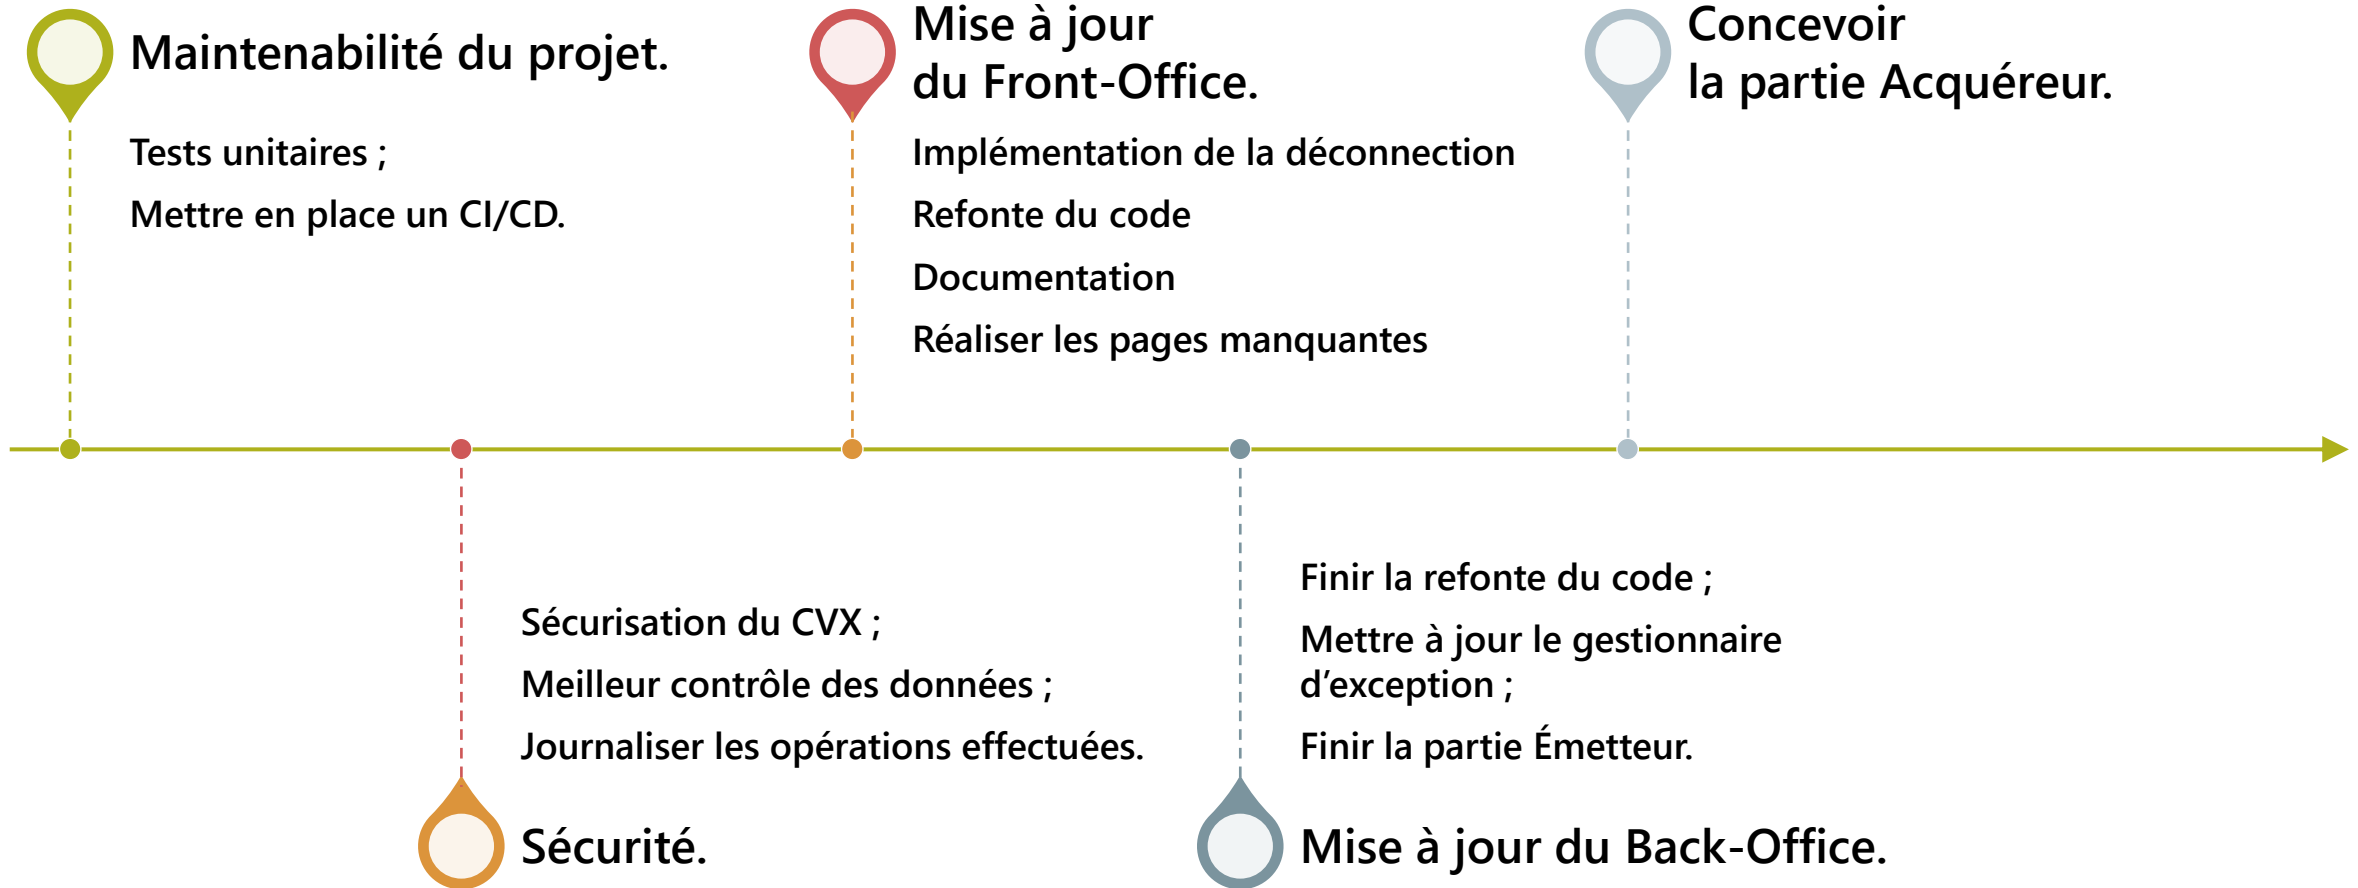 Maintenabilité du projet.
Tests unitaires ;
Mettre en place un CI/CD.
Mise à jour
du Front-Office.
Implémentation de la déconnection
Refonte du code
Documentation
Réaliser les pages manquantes
Concevoir
la partie Acquéreur.
Sécurisation du CVX ;
Meilleur contrôle des données ;
Journaliser les opérations effectuées.
Sécurité.
Finir la refonte du code ;
Mettre à jour le gestionnaire
d’exception ;
Finir la partie Émetteur.
Mise à jour du Back-Office.